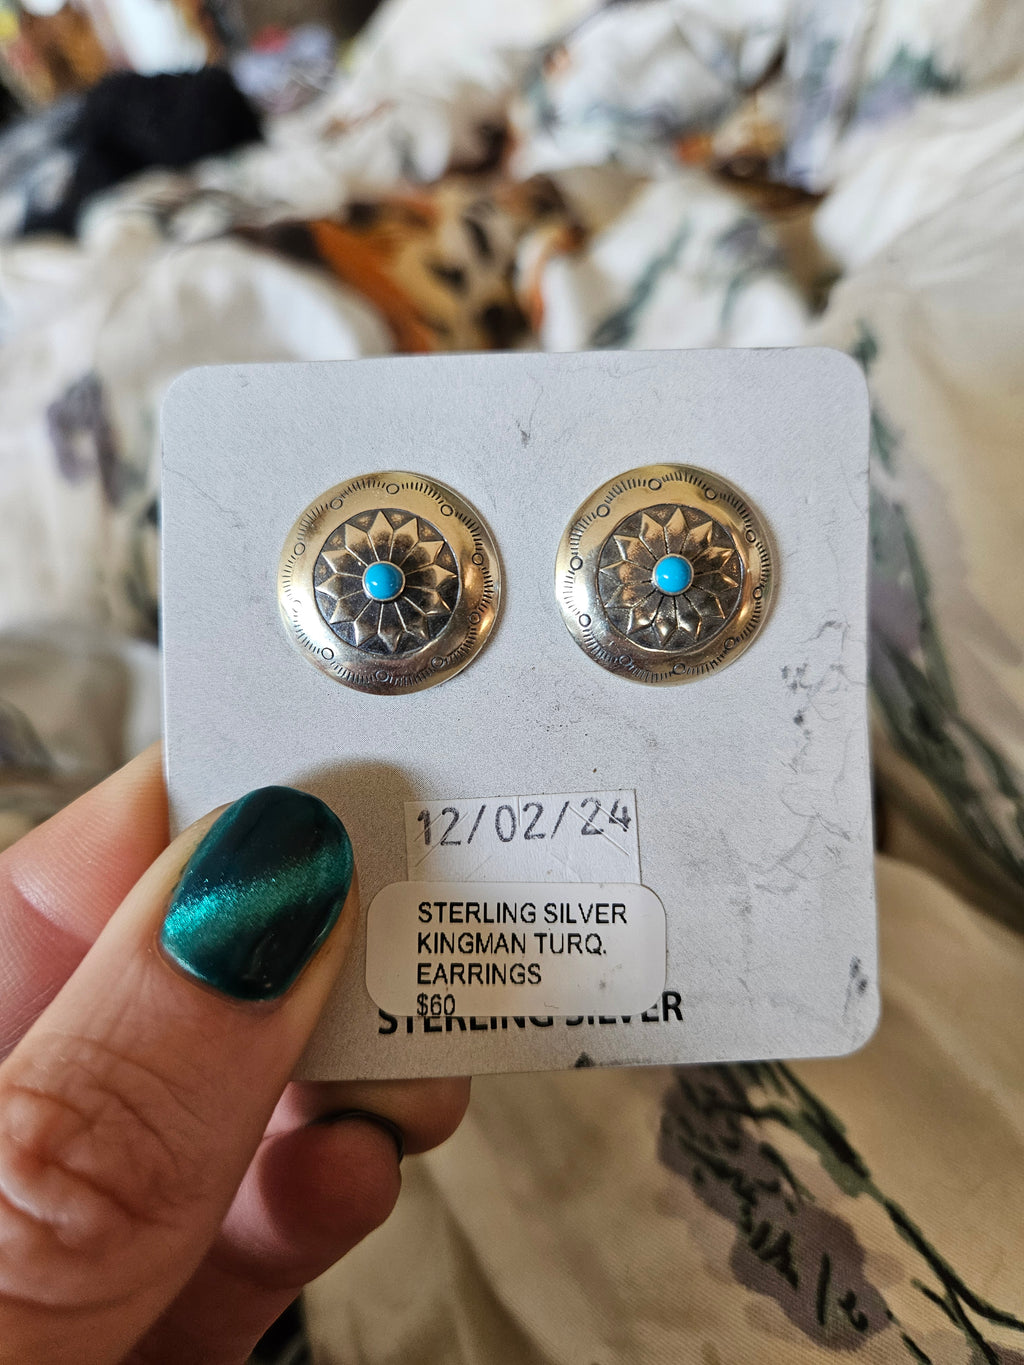 12/02/24
STERLING SILVER
KINGMAN TURQ.
EARRINGS
$60
STERLING SILVER